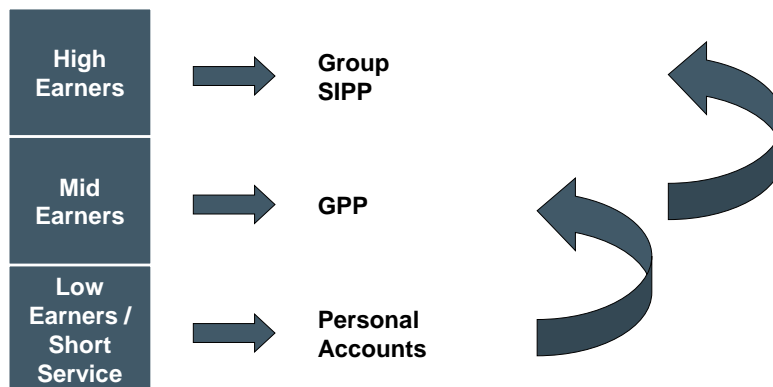 High
Earners
Group
SIPP
Mid
Earners
GPP
Low
Earners /
Short
Service
Personal
Accounts